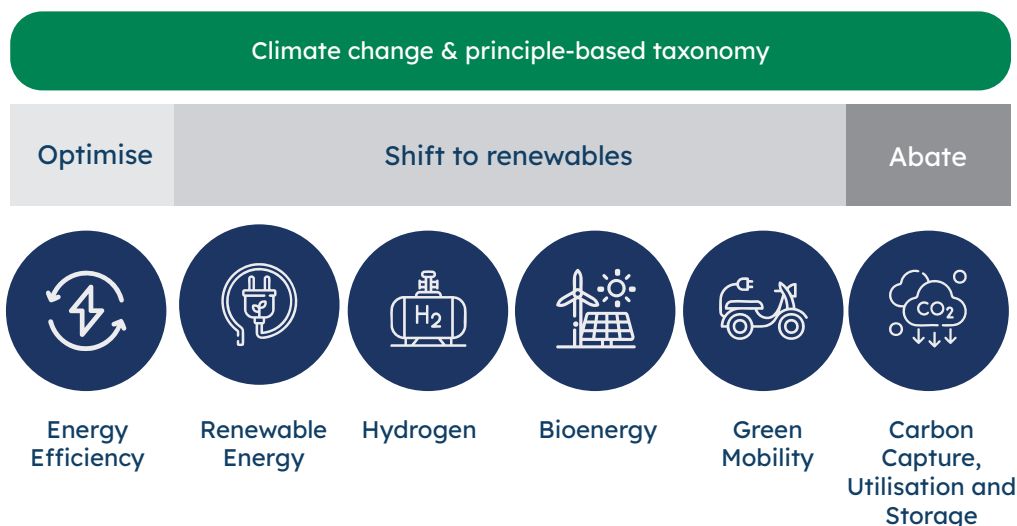 Climate change & principle-based taxonomy
Optimise
Shift to renewables
Abate
H2
CO2
Energy
Efficiency
Renewable
Energy
Hydrogen
Bioenergy
Green
Mobility
Carbon
Capture,
Utilisation and
Storage